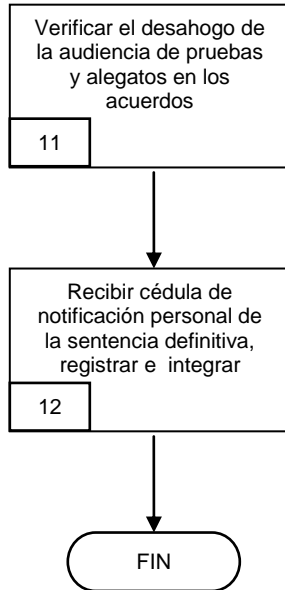 Verificar el desahogo de
la audiencia de pruebas
y alegatos en los
acuerdos
11
Recibir cédula de
notificación personal de
la sentencia definitiva,
registrar e integrar
12
FIN